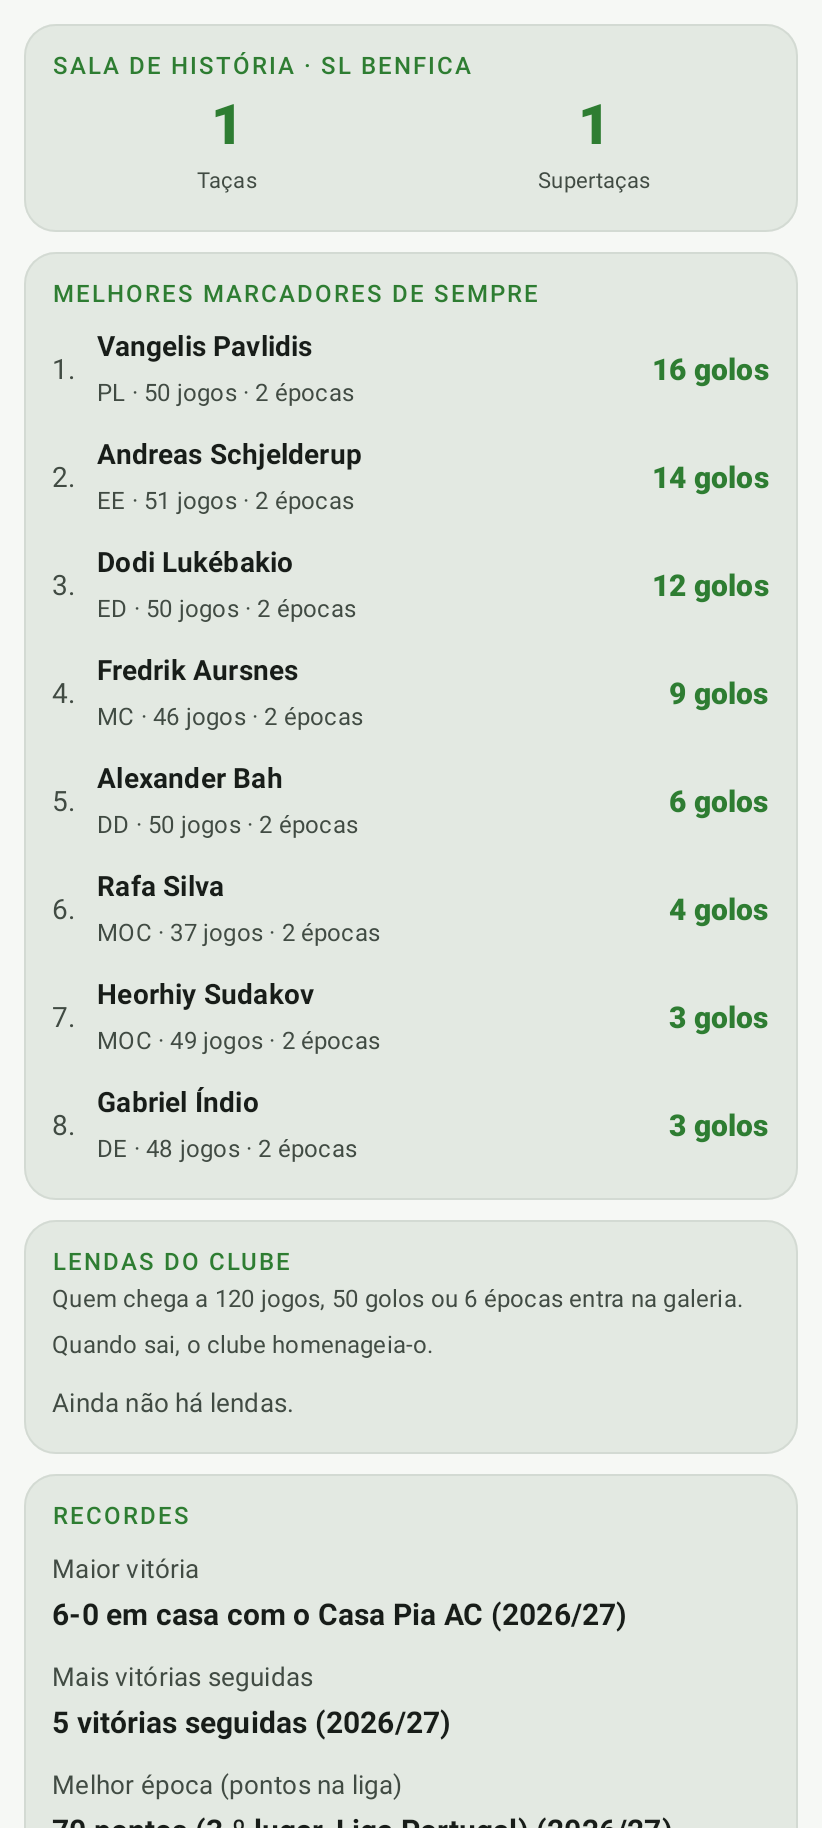 SALA DE HISTÓRIA · SL BENFICA
1
1
Taças
Supertaças
MELHORES MARCADORES DE SEMPRE
1.
Vangelis Pavlidis
PL · 50 jogos · 2 épocas
16 golos
2.
Andreas Schjelderup
EE · 51 jogos · 2 épocas
14 golos
3.
Dodi Lukébakio
ED · 50 jogos · 2 épocas
12 golos
4.
Fredrik Aursnes
MC · 46 jogos · 2 épocas
9 golos
5.
Alexander Bah
DD · 50 jogos · 2 épocas
6 golos
6.
Rafa Silva
MOC · 37 jogos · 2 épocas
4 golos
7.
Heorhiy Sudakov
MOC · 49 jogos · 2 épocas
3 golos
8.
Gabriel Índio
DE · 48 jogos · 2 épocas
3 golos
LENDAS DO CLUBE
Quem chega a 120 jogos, 50 golos ou 6 épocas entra na galeria.
Quando sai, o clube homenageia-o.
Ainda não há lendas.
RECORDES
Maior vitória
6-0 em casa com o Casa Pia AC (2026/27)
Mais vitórias seguidas
5 vitórias seguidas (2026/27)
Melhor época (pontos na liga)
pontos lugar, Liga Portugal) (2026/27)